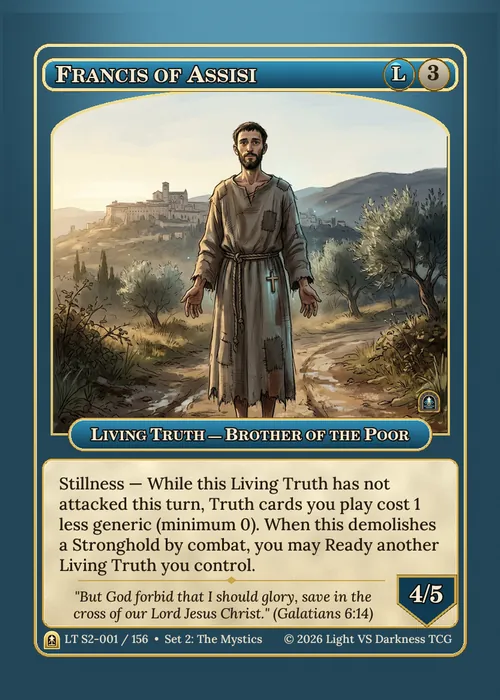 Francis of Assisi
L 3
Living Truth — Brother of the Poor
Stillness — While this Living Truth has not
attacked this turn, Truth cards you play cost 1
less generic (minimum 0). When this demolishes
a Stronghold by combat, you may Ready another
Living Truth you control.
"But God forbid that I should glory, save in the
cross of our Lord Jesus Christ." (Galatians 6:14)
4/5
LT S2-001 / 156 • Set 2: The Mystics © 2026 Light VS Darkness TCG